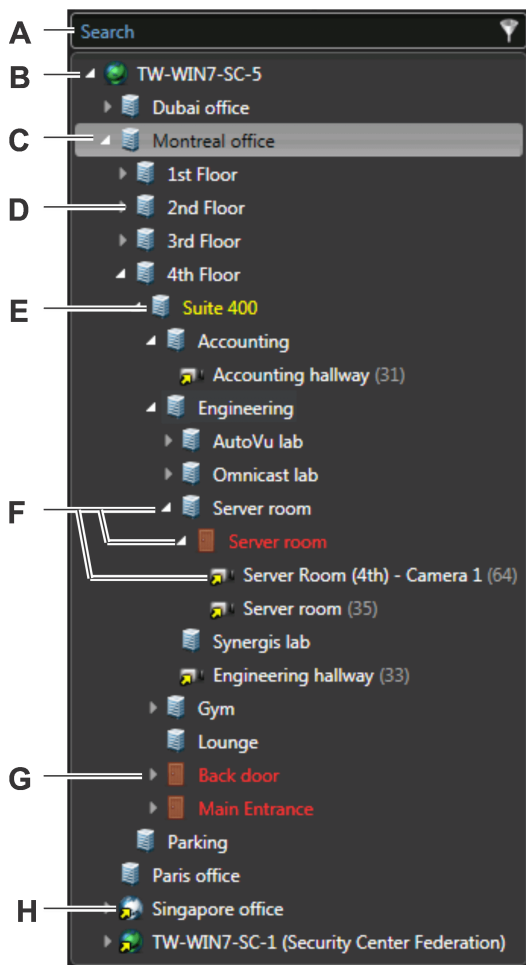 A Search
B TW-WIN7-SC-5
Dubai office
C Montreal office
1st Floor
D 2nd Floor
3rd Floor
4th Floor
E Suite 400
Accounting
Accounting hallway (31)
Engineering
AutoVu lab
Omnicast lab
F Server room
Server room
Server Room (4th) - Camera 1 (64)
Server room (35)
Synergis lab
Engineering hallway (33)
Gym
Lounge
G Back door
Main Entrance
Parking
Paris office
H Singapore office
TW-WIN7-SC-1 (Security Center Federation)